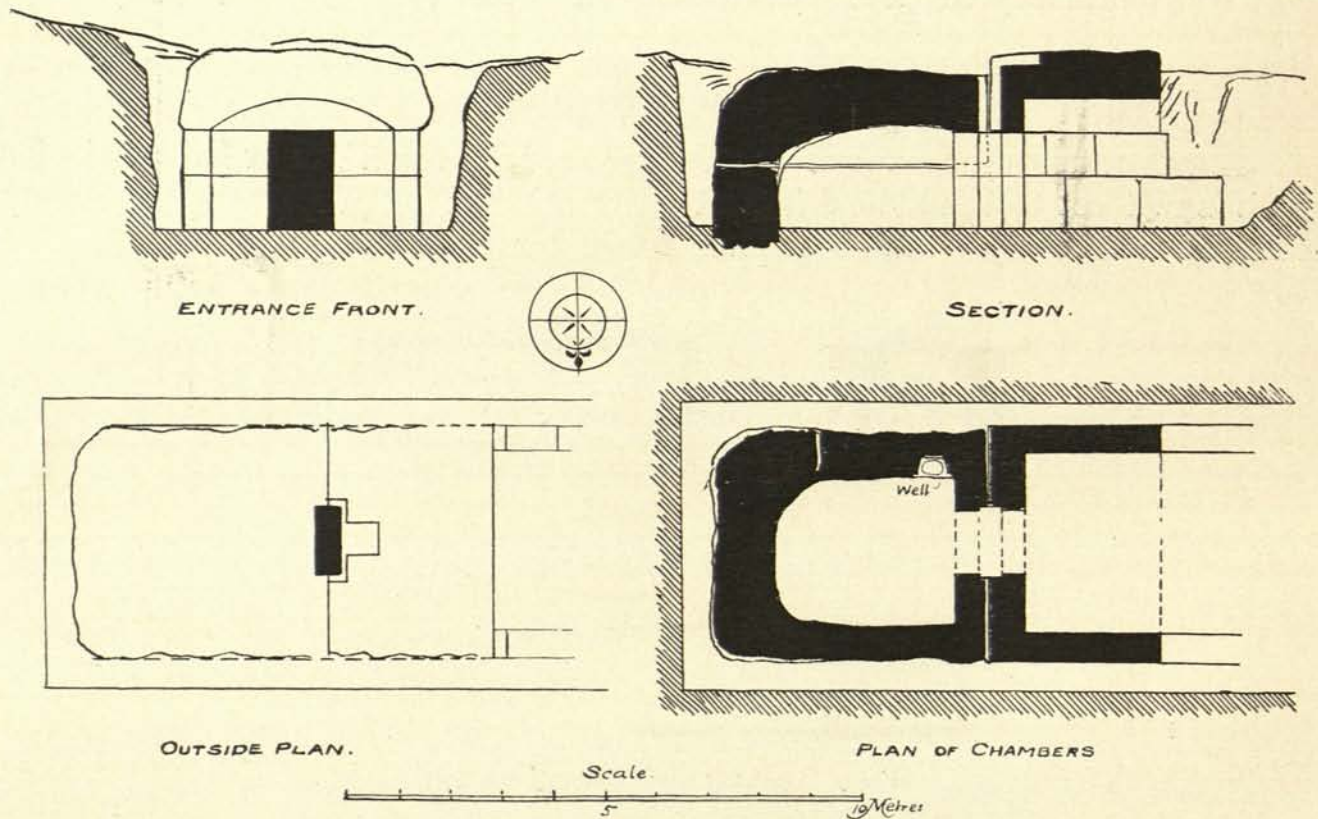 ENTRANCE FRONT.
SECTION.
Well
OUTSIDE PLAN.
PLAN OF CHAMBERS
Scale.
5
10 Metres